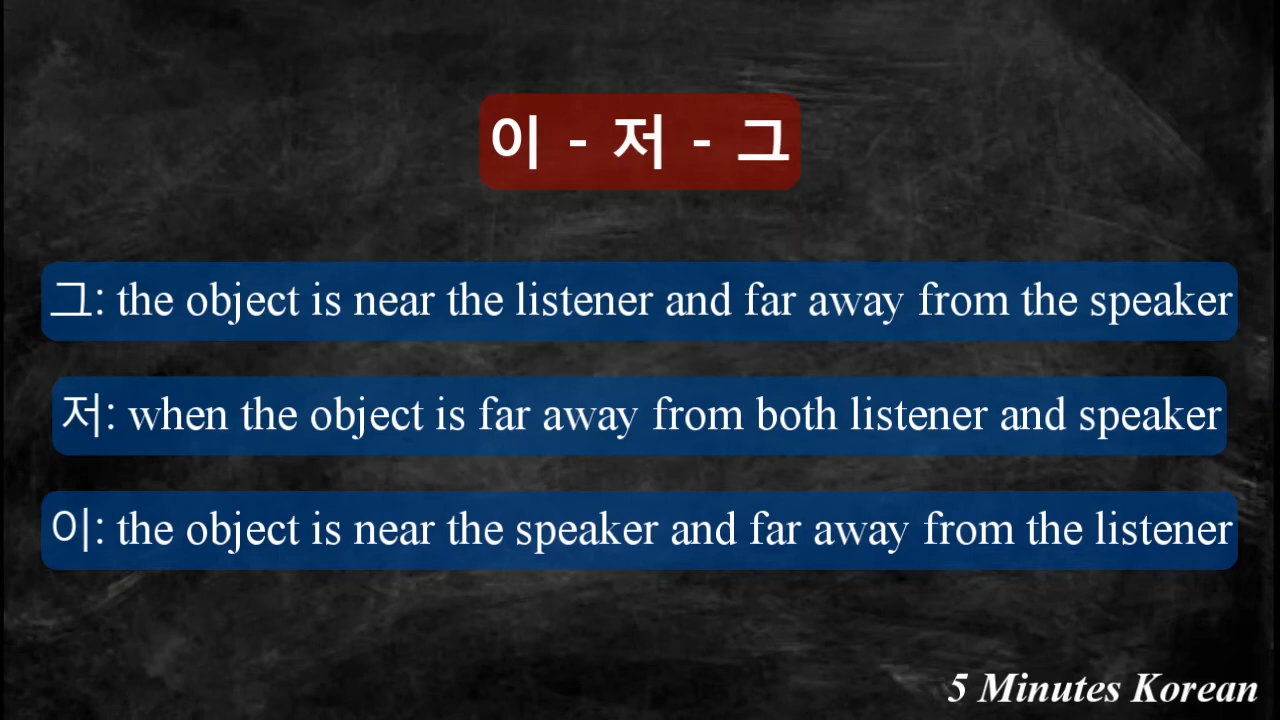 이 - 저 - 그
그: the object is near the listener and far away from the speaker
저: when the object is far away from both listener and speaker
이: the object is near the speaker and far away from the listener
5 Minutes Korean